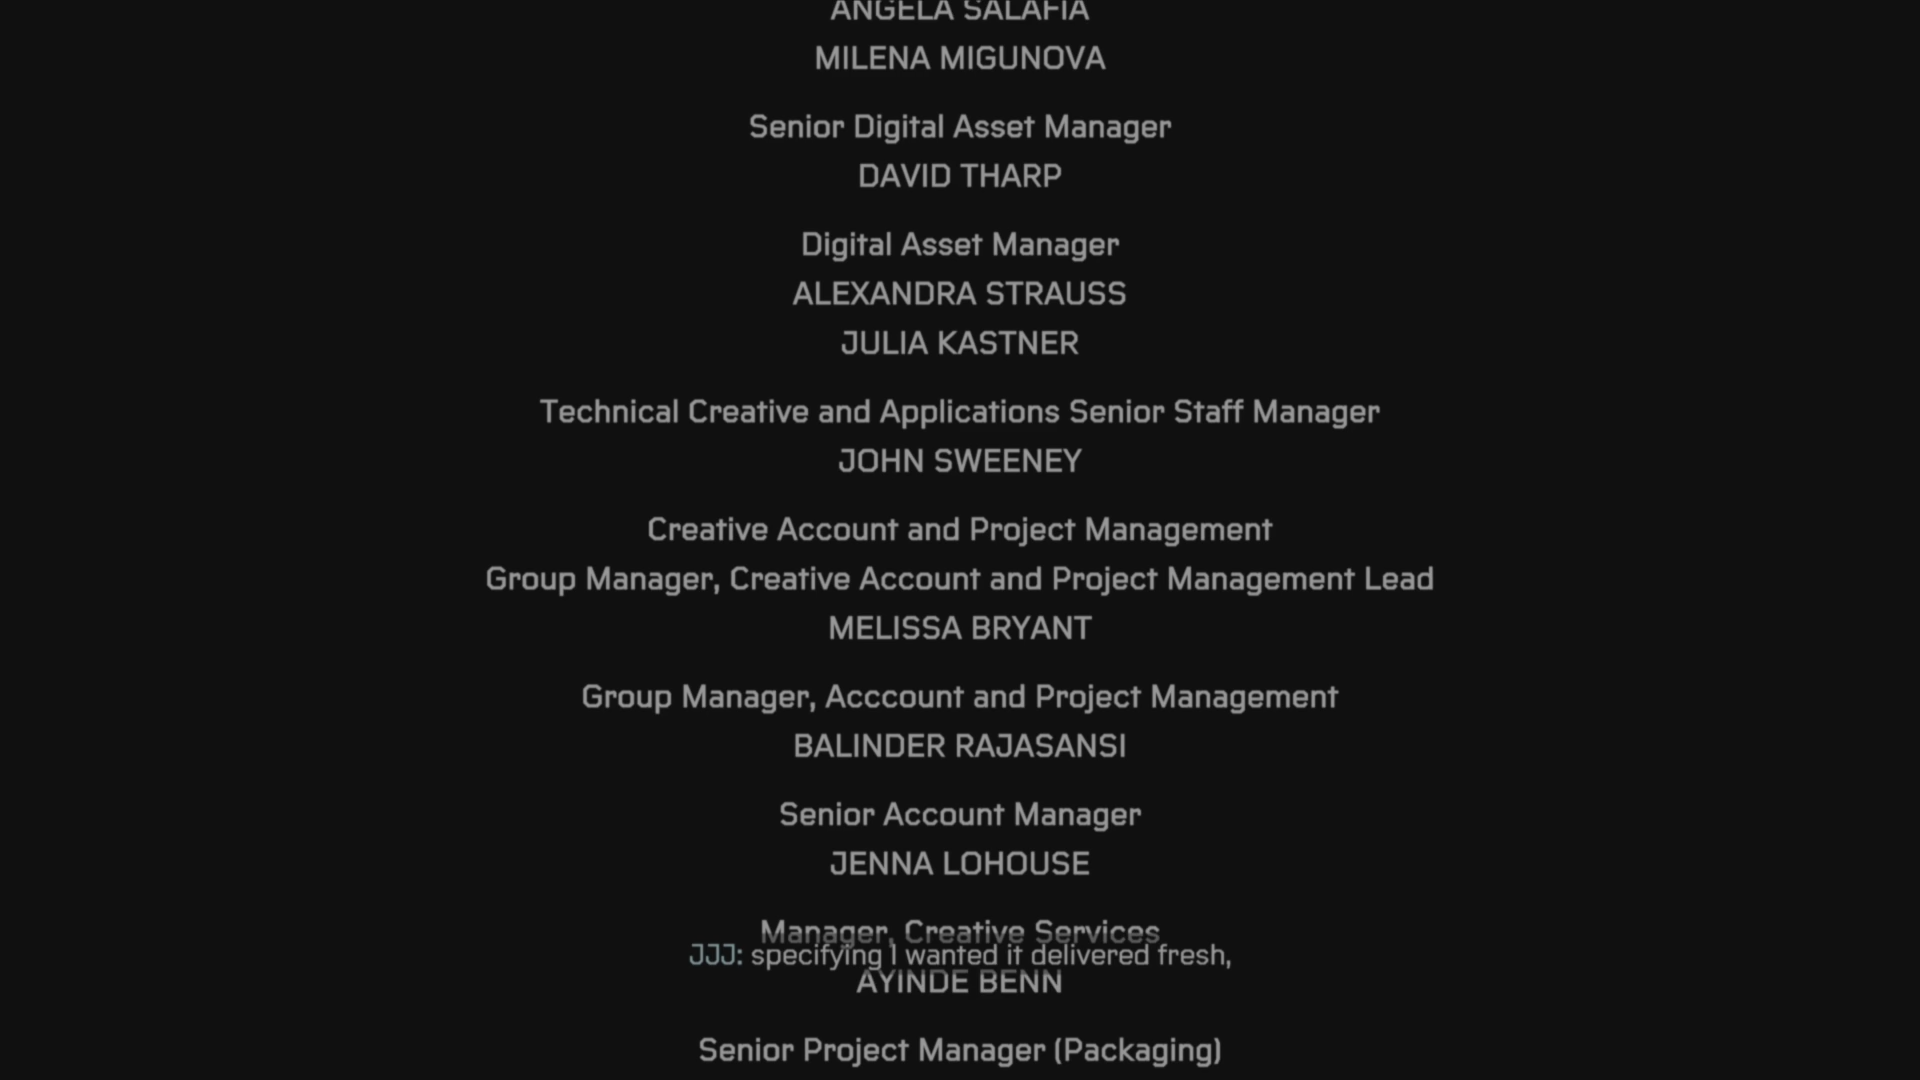 ANGELA SALAFIA
MILENA MIGUNOVA
Senior Digital Asset Manager
DAVID THARP
Digital Asset Manager
ALEXANDRA STRAUSS
JULIA KASTNER
Technical Creative and Applications Senior Staff Manager
JOHN SWEENEY
Creative Account and Project Management
Group Manager, Creative Account and Project Management Lead
MELISSA BRYANT
Group Manager, Acccount and Project Management
BALINDER RAJASANSI
Senior Account Manager
JENNA LOHOUSE
Manager, Creative Services
JJJ: specifying I wanted it delivered fresh,
AYINDE BENN
Senior Project Manager (Packaging)